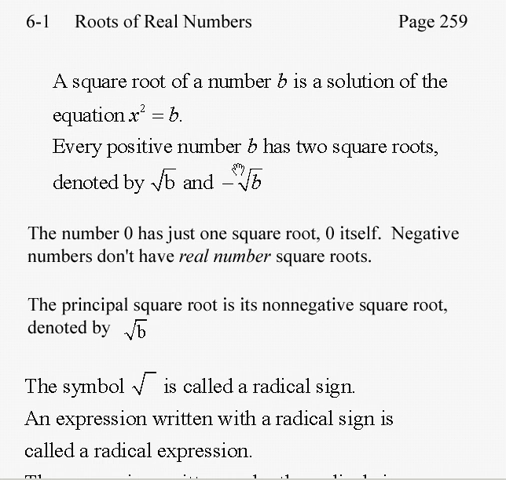 6-1 Roots of Real Numbers Page 259
A square root of a number b is a solution of the
equation x² = b.
Every positive number b has two square roots,
denoted by √b and −√b
The number 0 has just one square root, 0 itself. Negative
numbers don't have real number square roots.
The principal square root is its nonnegative square root,
denoted by √b
The symbol √ is called a radical sign.
An expression written with a radical sign is
called a radical expression.